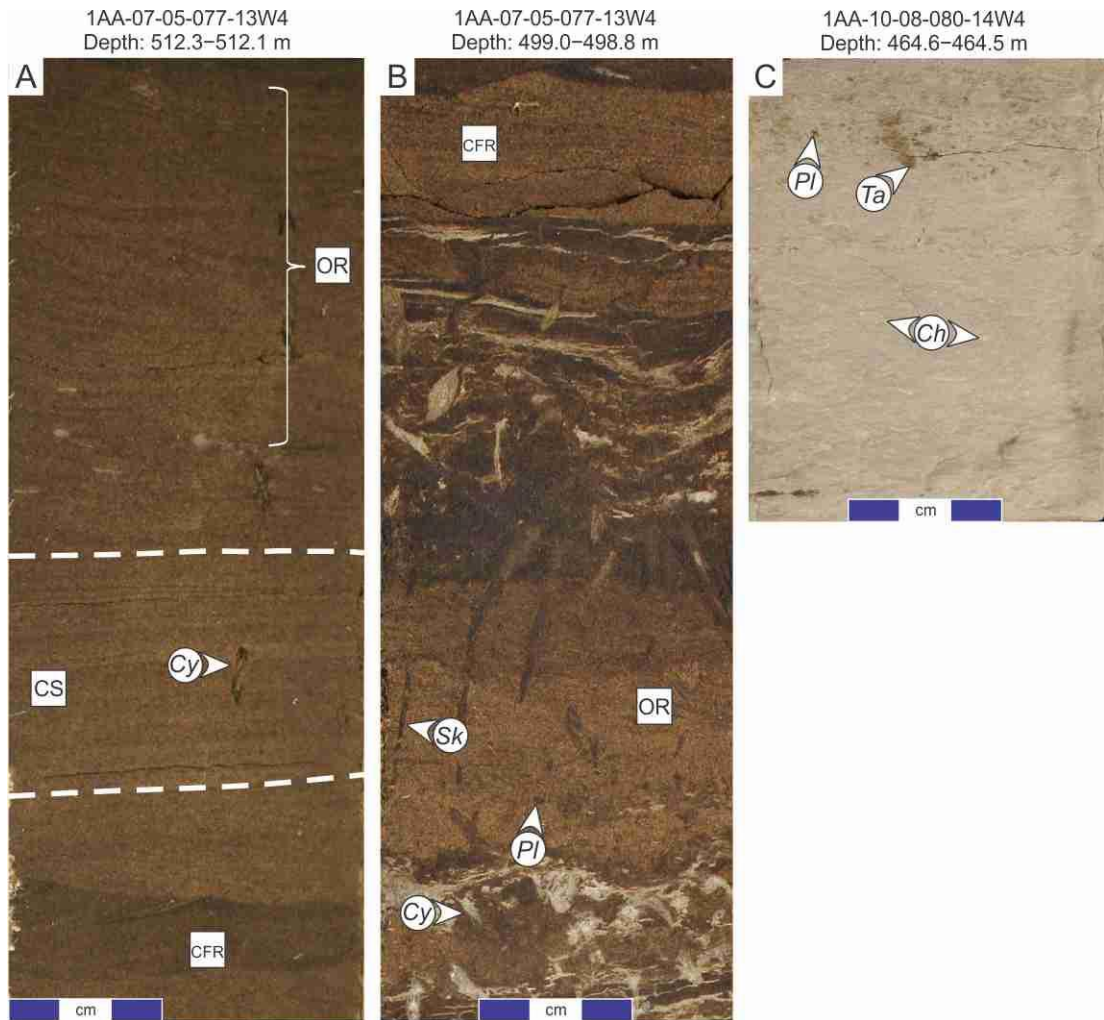 1AA-07-05-077-13W4
Depth: 512.3–512.1 m
A
OR
Cy
CS
CFR
cm
1AA-07-05-077-13W4
Depth: 499.0–498.8 m
B
CFR
OR
Sk
Pl
Cy
cm
1AA-10-08-080-14W4
Depth: 464.6–464.5 m
C
Pl
Ta
Ch
cm